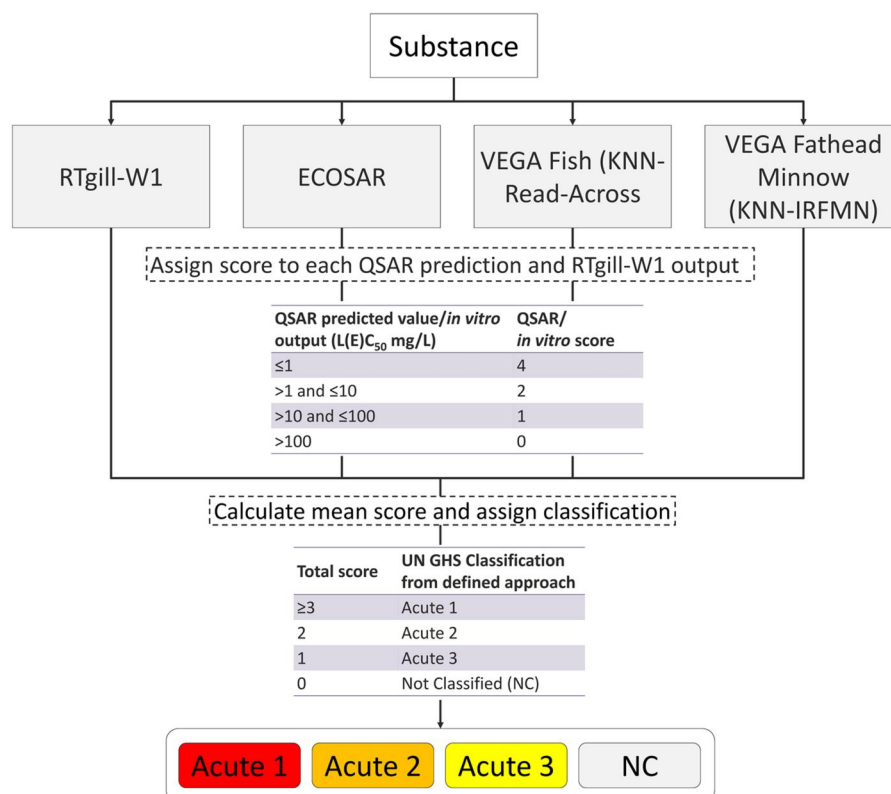 Substance
RTgill-W1
ECOSAR
VEGA Fish (KNN-
Read-Across
VEGA Fathead
Minnow
(KNN-IRFMN)
Assign score to each QSAR prediction and RTgill-W1 output
QSAR predicted value/in vitro QSAR/
output (L(E)C₅₀ mg/L) in vitro score
≤1 4
>1 and ≤10 2
>10 and ≤100 1
>100 0
Calculate mean score and assign classification
Total score UN GHS Classification
from defined approach
≥3 Acute 1
2 Acute 2
1 Acute 3
0 Not Classified (NC)
Acute 1 Acute 2 Acute 3 NC